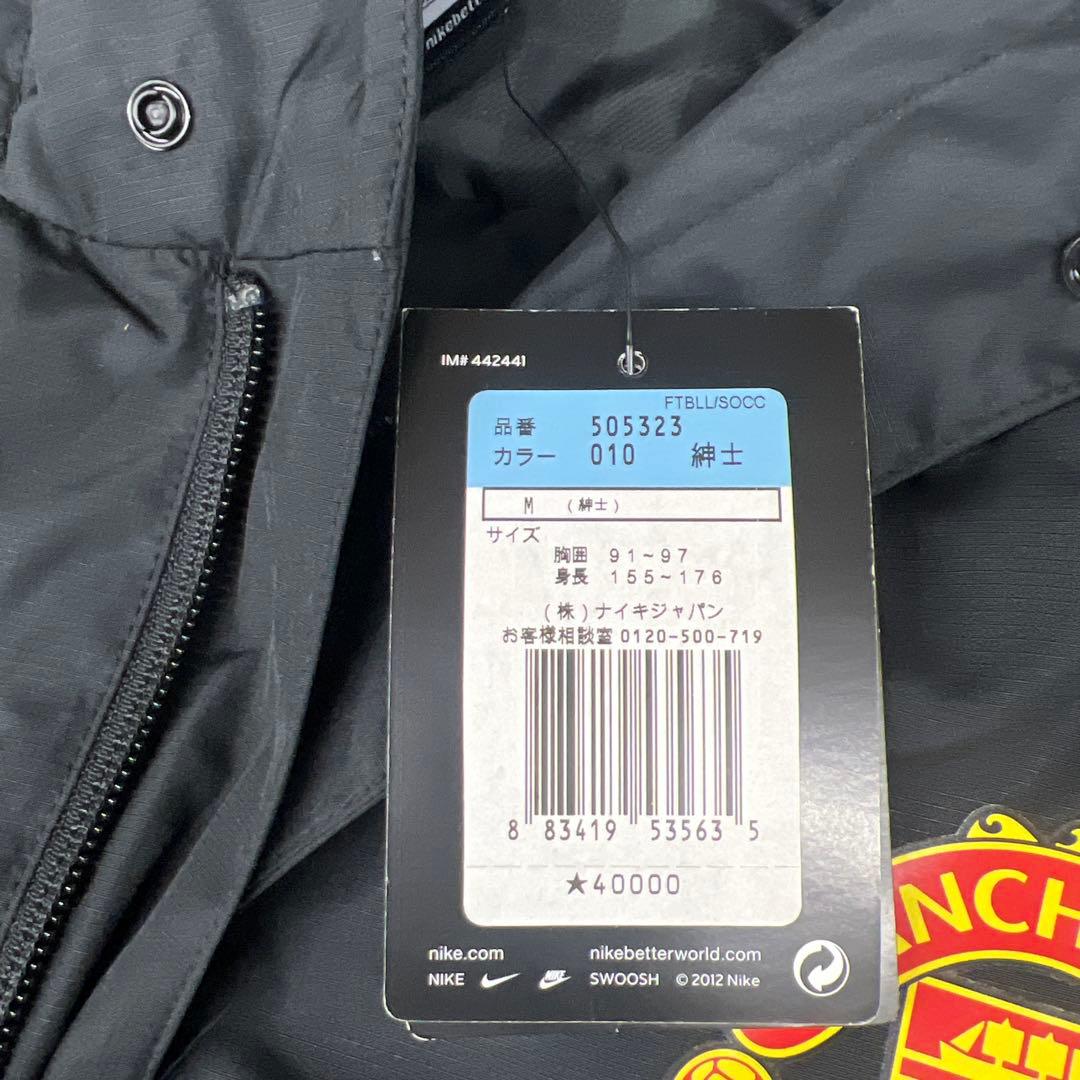 nikebette
IM# 442441
FTBLL/SOCC
品番 505323
カラー 010 紳士
M (紳士)
サイズ
胸囲 91~97
身長 155~176
(株)ナイキジャパン
お客様相談室 0120-500-719
8 83419 53563 5
★40000
nike.com nikebetterworld.com
NIKE NIKE SWOOSH © 2012 Nike
ANCH